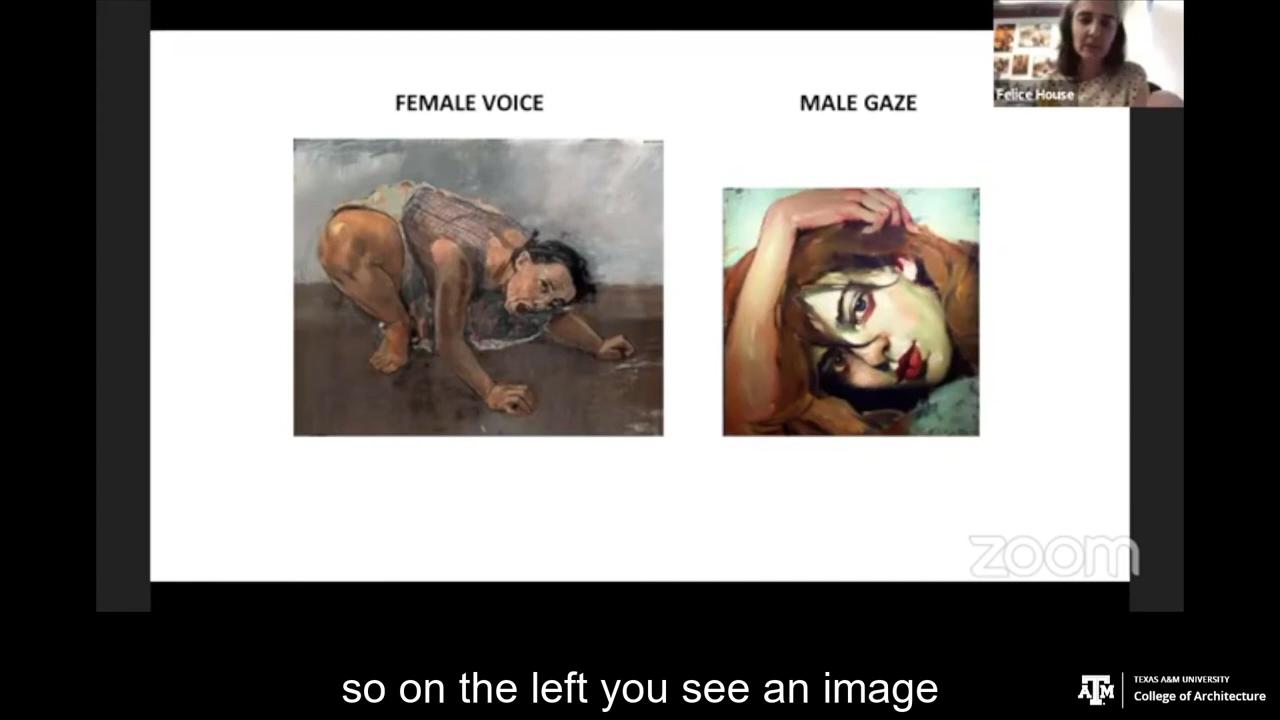 FEMALE VOICE
MALE GAZE
Felice House
zoom
so on the left you see an image
ATM
TEXAS A&M UNIVERSITY
College of Architecture